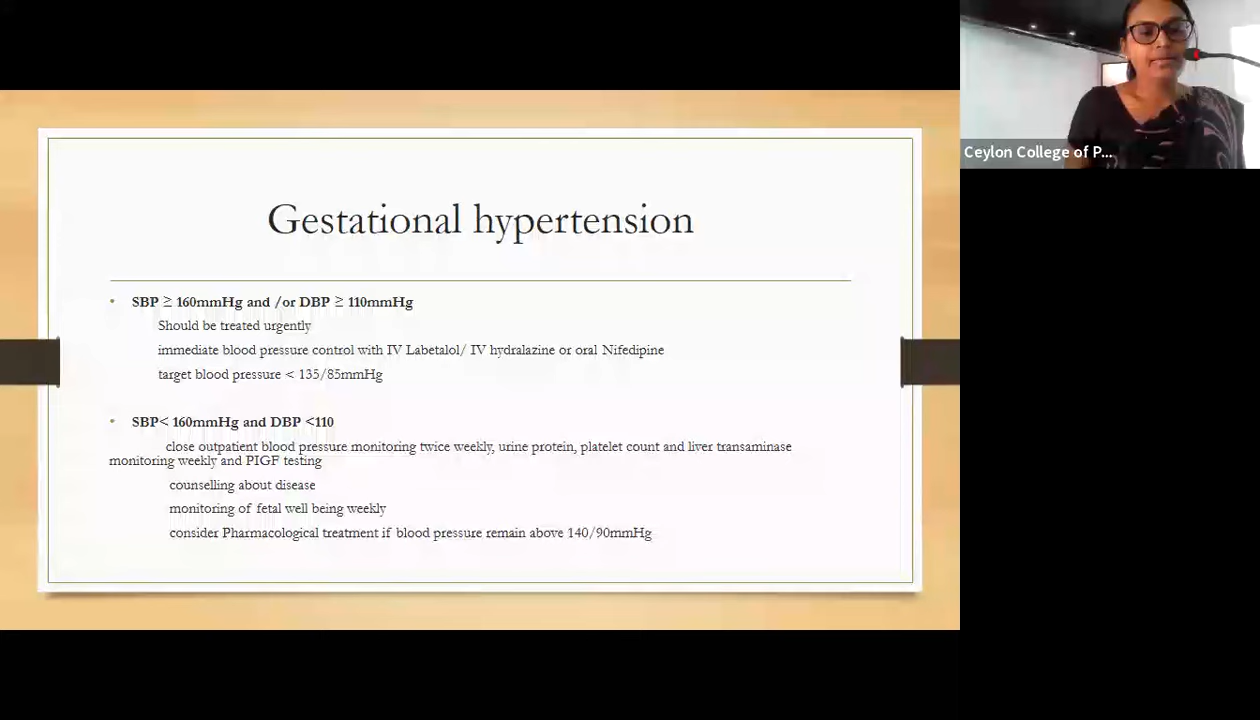 Gestational hypertension
• SBP ≥ 160mmHg and /or DBP ≥ 110mmHg
Should be treated urgently
immediate blood pressure control with IV Labetalol/ IV hydralazine or oral Nifedipine
target blood pressure < 135/85mmHg
• SBP< 160mmHg and DBP <110
close outpatient blood pressure monitoring twice weekly, urine protein, platelet count and liver transaminase
monitoring weekly and PIGF testing
counselling about disease
monitoring of fetal well being weekly
consider Pharmacological treatment if blood pressure remain above 140/90mmHg
Ceylon College of P...